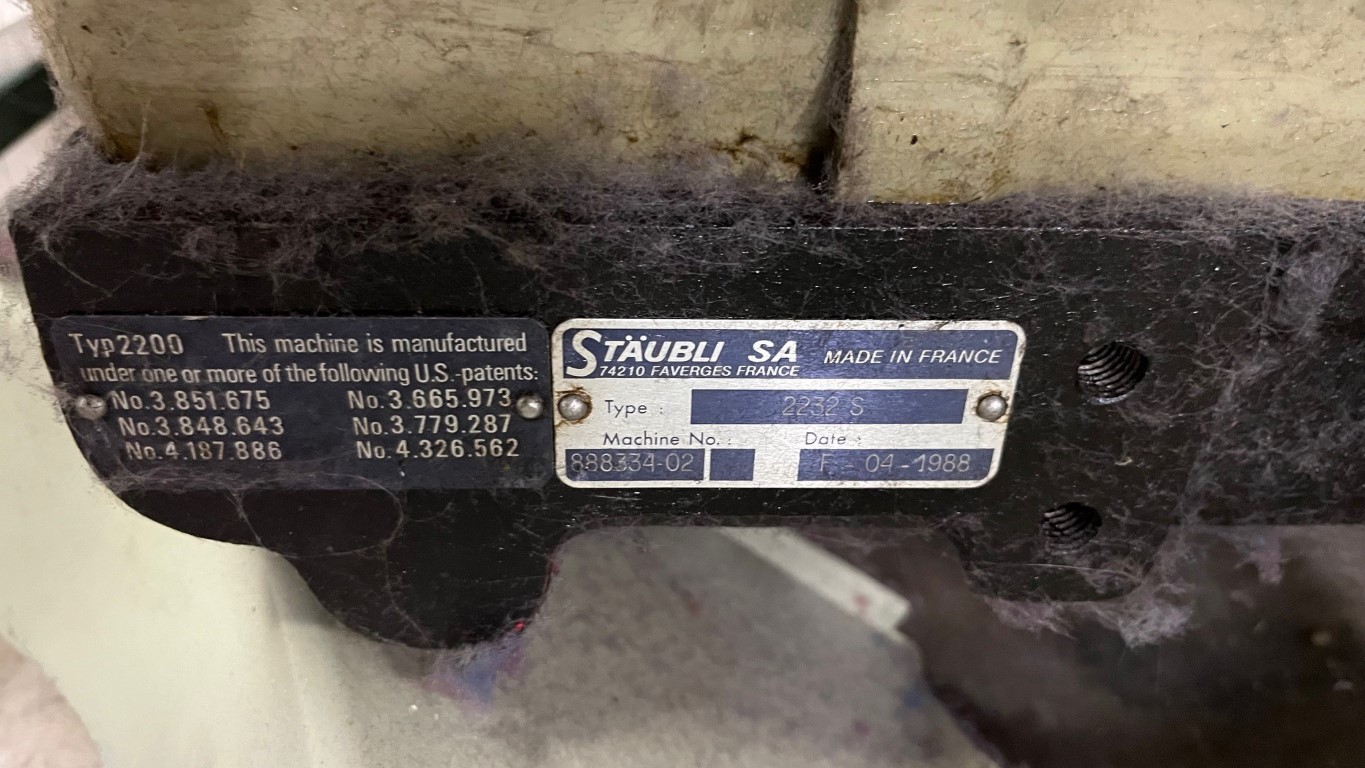 Typ 2200 This machine is manufactured
under one or more of the following U.S.-patents:
No.3.851.675 No.3.665.973
No.3.848.643 No.3.779.287
No.4.187.886 No.4.326.562
STÄUBLI SA MADE IN FRANCE
74210 FAVERGES FRANCE
Type : 2232 S
Machine No. : Date :
888334-02 F - 04-1988